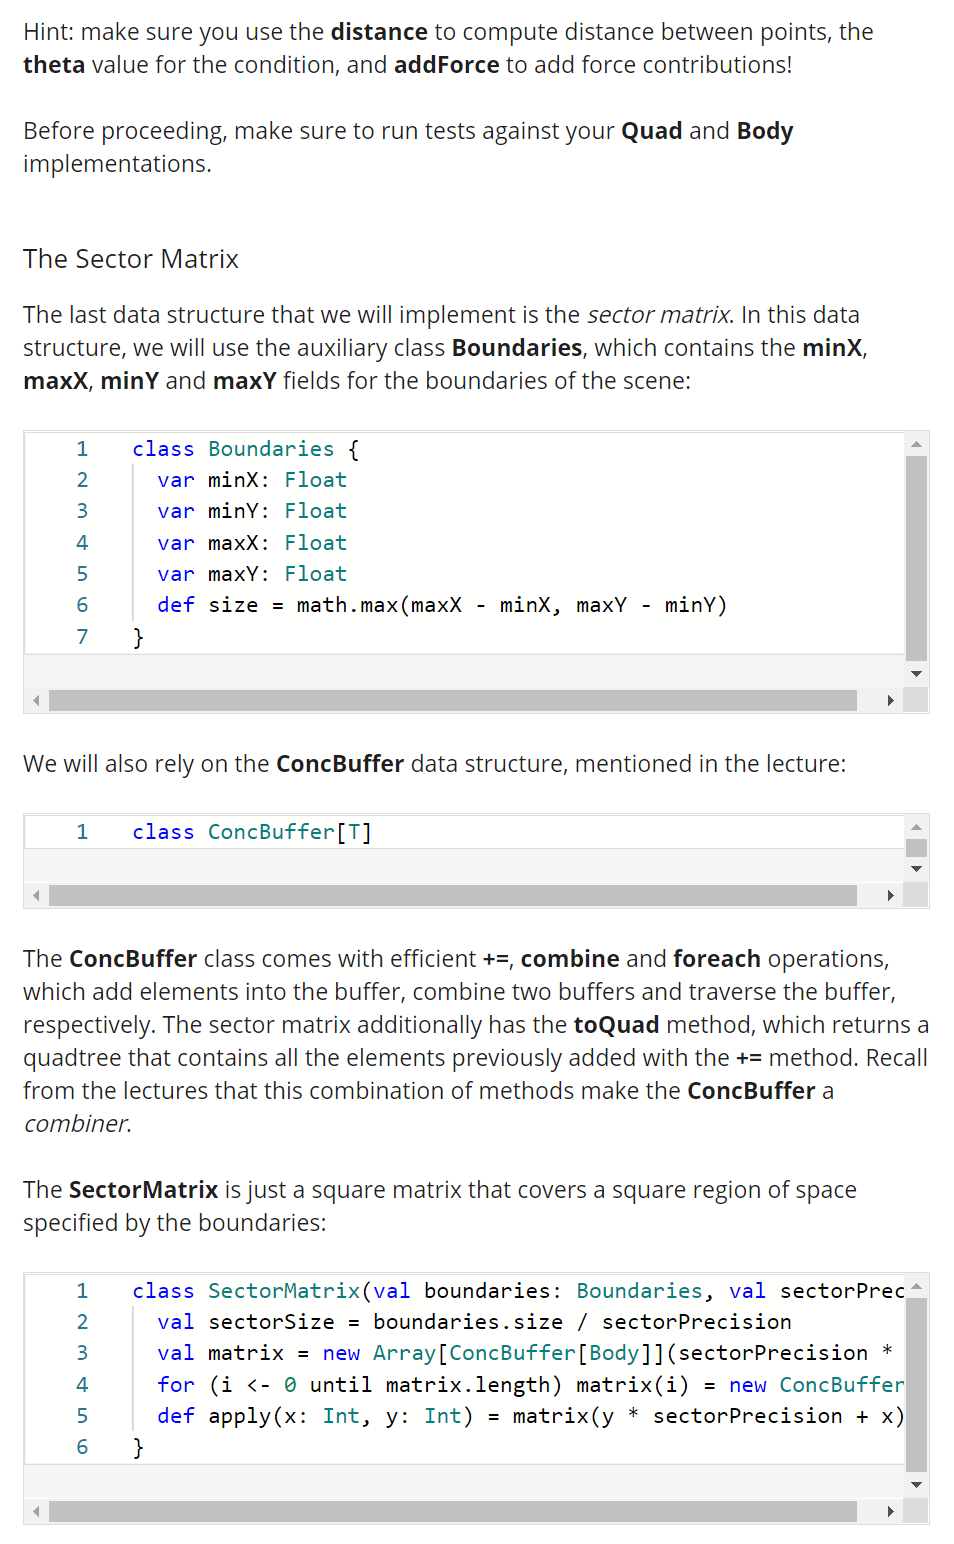 Hint: make sure you use the distance to compute distance between points, the
theta value for the condition, and addForce to add force contributions!
Before proceeding, make sure to run tests against your Quad and Body
implementations.
The Sector Matrix
The last data structure that we will implement is the sector matrix. In this data
structure, we will use the auxiliary class Boundaries, which contains the minX,
maxX, minY and maxY fields for the boundaries of the scene:
1 class Boundaries {
2 var minX: Float
3 var minY: Float
4 var maxX: Float
5 var maxY: Float
6 def size = math.max(maxX - minX, maxY - minY)
7 }
We will also rely on the ConcBuffer data structure, mentioned in the lecture:
1 class ConcBuffer[T]
The ConcBuffer class comes with efficient +=, combine and foreach operations,
which add elements into the buffer, combine two buffers and traverse the buffer,
respectively. The sector matrix additionally has the toQuad method, which returns a
quadtree that contains all the elements previously added with the += method. Recall
from the lectures that this combination of methods make the ConcBuffer a
combiner.
The SectorMatrix is just a square matrix that covers a square region of space
specified by the boundaries:
1 class SectorMatrix(val boundaries: Boundaries, val sectorPrec
2 val sectorSize = boundaries.size / sectorPrecision
3 val matrix = new Array[ConcBuffer[Body]](sectorPrecision *
4 for (i <- 0 until matrix.length) matrix(i) = new ConcBuffer
5 def apply(x: Int, y: Int) = matrix(y * sectorPrecision + x)
6 }